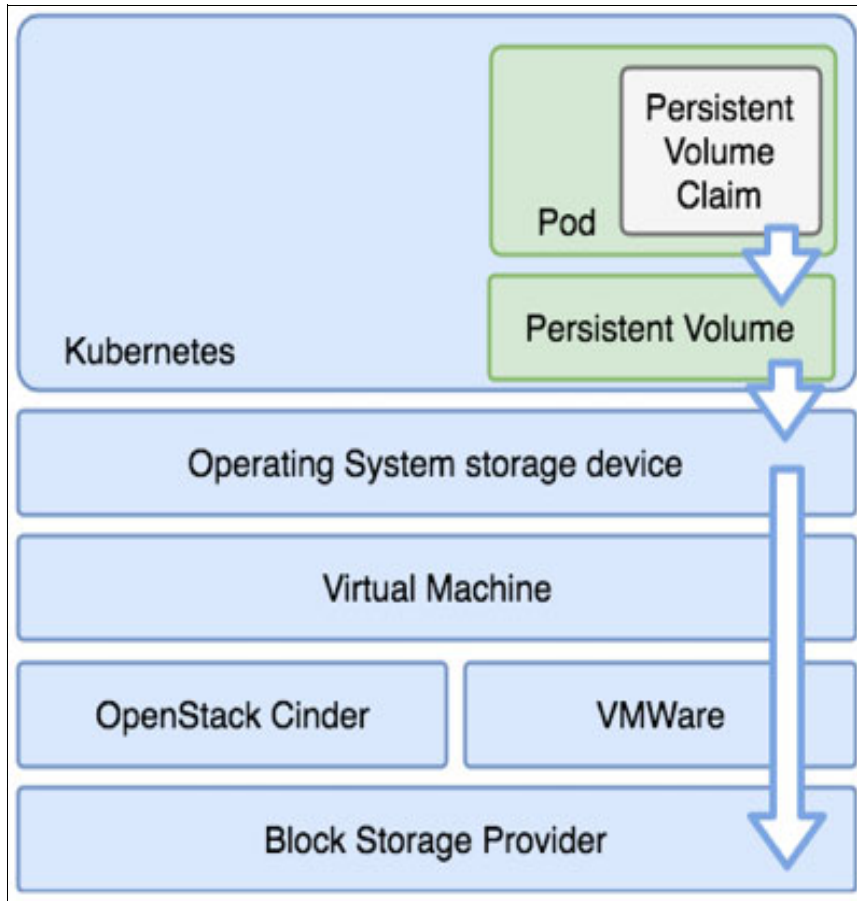 Persistent
Volume
Claim
Pod
Persistent Volume
Kubernetes
Operating System storage device
Virtual Machine
OpenStack Cinder
VMWare
Block Storage Provider